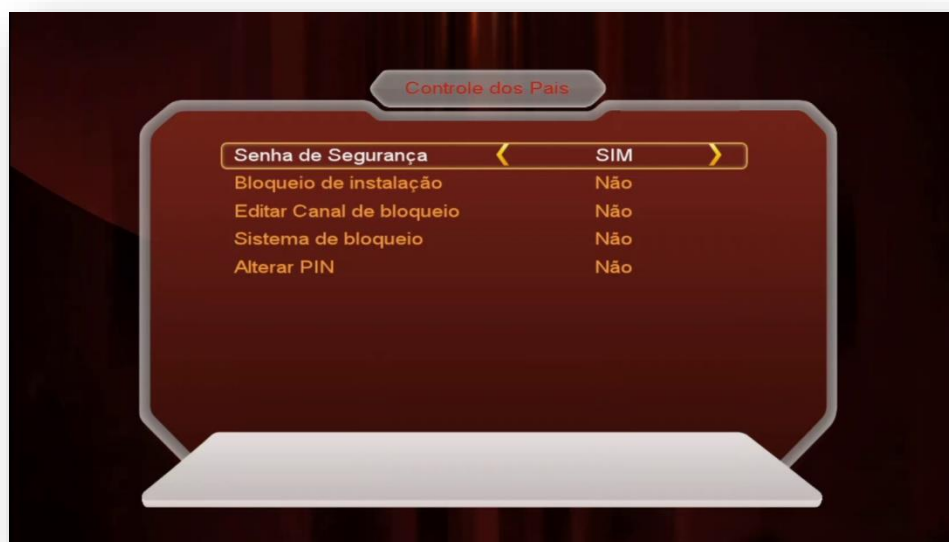 Controle dos Pais
Senha de Segurança SIM
Bloqueio de instalação Não
Editar Canal de bloqueio Não
Sistema de bloqueio Não
Alterar PIN Não